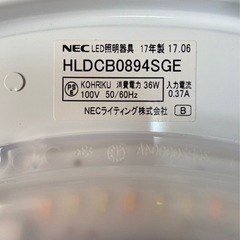 NEC LED照明器具 17年製 17.06
HLDCB0894SGE
PS E KOHRIKU 消費電力 36W 入力電流
100V 50/60Hz 0.37A
NECライティング株式会社 B